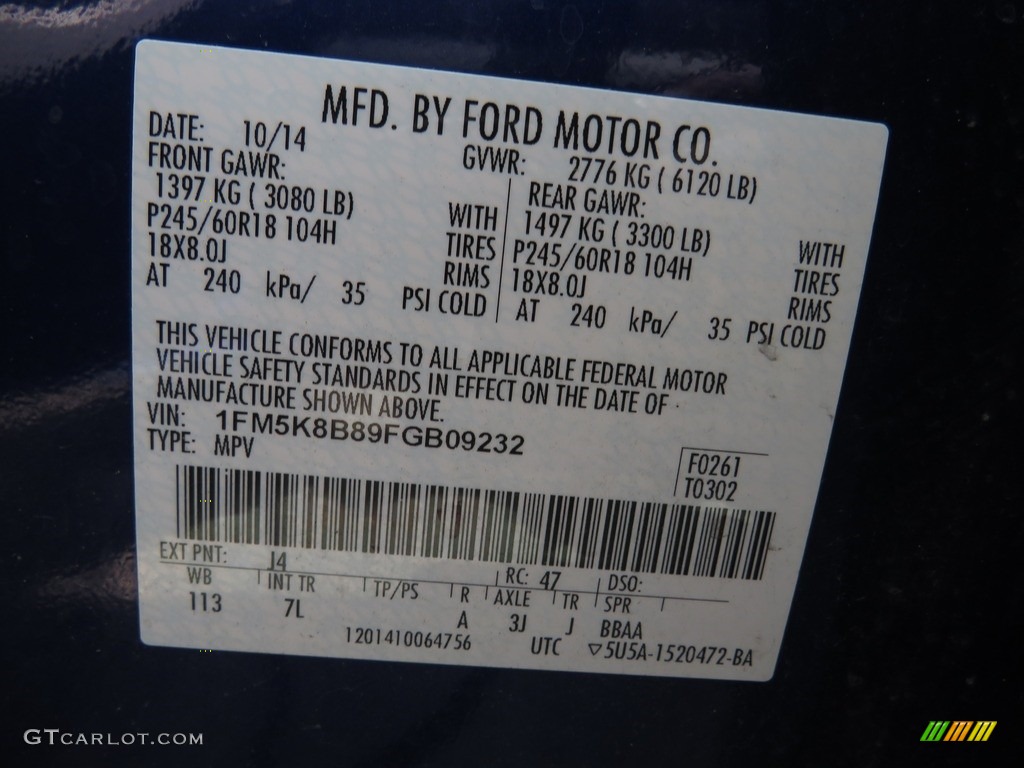 MFD. BY FORD MOTOR CO.
DATE: 10/14 GVWR: 2776 KG ( 6120 LB)
FRONT GAWR: REAR GAWR:
1397 KG ( 3080 LB) WITH 1497 KG ( 3300 LB) WITH
P245/60R18 104H TIRES P245/60R18 104H TIRES
18X8.0J RIMS 18X8.0J RIMS
AT 240 kPa/ 35 PSI COLD AT 240 kPa/ 35 PSI COLD
THIS VEHICLE CONFORMS TO ALL APPLICABLE FEDERAL MOTOR
VEHICLE SAFETY STANDARDS IN EFFECT ON THE DATE OF
MANUFACTURE SHOWN ABOVE.
VIN: 1FM5K8B89FGB09232
TYPE: MPV
F0261
T0302
EXT PNT: J4 RC: 47 DSO:
WB INT TR TP/PS R AXLE TR SPR
113 7L A 3J J BBAA
1201410064756 UTC ▽5U5A-1520472-BA
GTCARLOT.COM